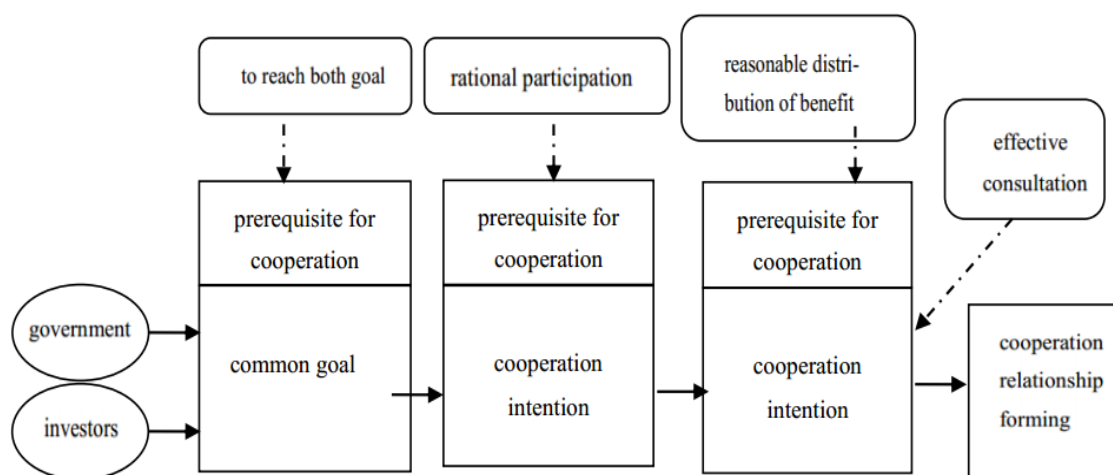 to reach both goal
rational participation
reasonable distri-
bution of benefit
effective
consultation
prerequisite for
cooperation
prerequisite for
cooperation
prerequisite for
cooperation
government
investors
common goal
cooperation
intention
cooperation
intention
cooperation
relationship
forming